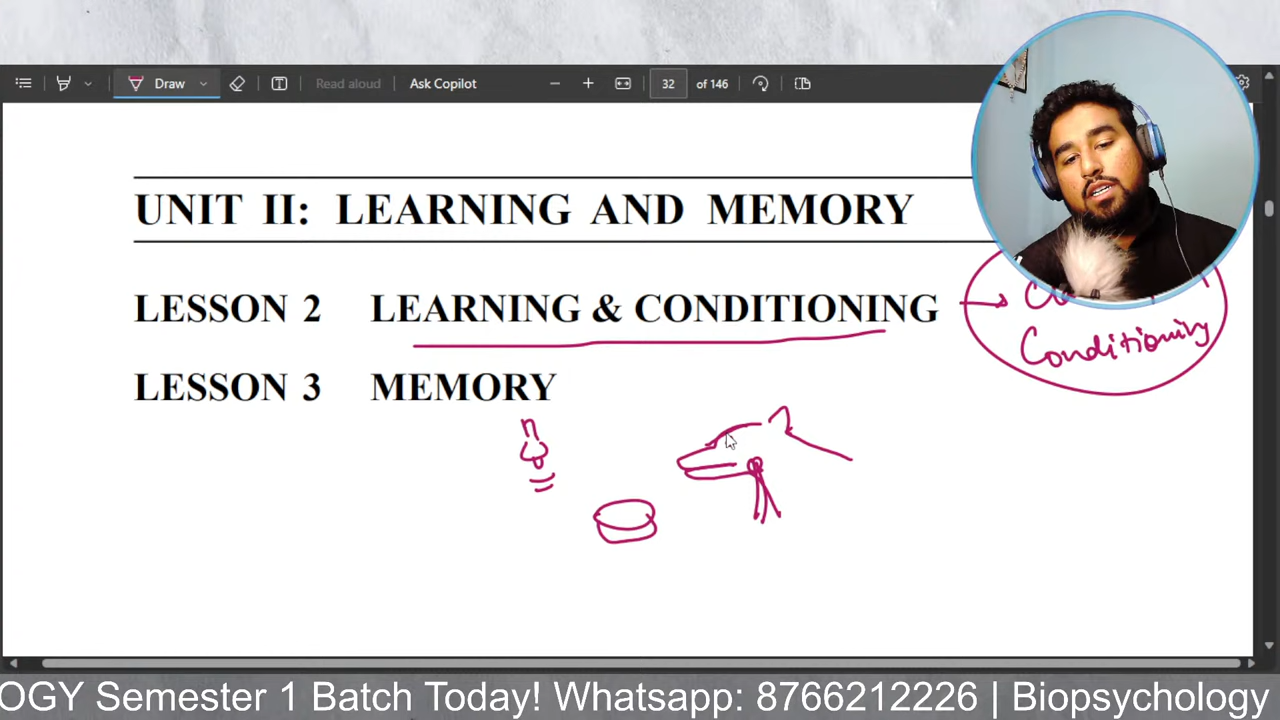 Draw
Read aloud
Ask Copilot
32 of 146
UNIT II: LEARNING AND MEMORY
LESSON 2 LEARNING & CONDITIONING
Conditioning
LESSON 3 MEMORY
OGY Semester 1 Batch Today! Whatsapp: 8766212226 | Biopsychology